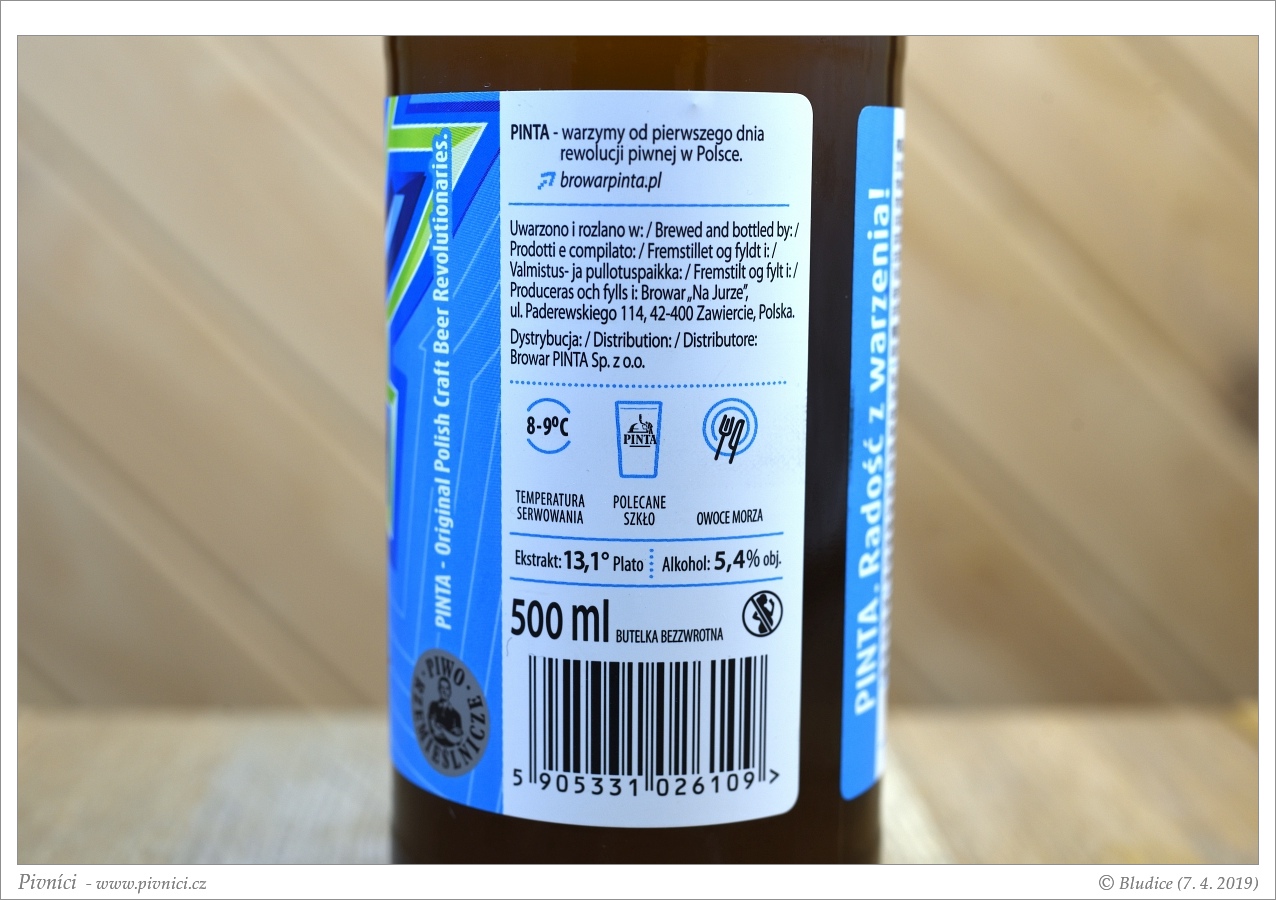 PINTA - Original Polish Craft Beer Revolutionaries.
PIWO RZEMIEŚLNICZE
PINTA - warzymy od pierwszego dnia
rewolucji piwnej w Polsce.
browarpinta.pl
Uwarzono i rozlano w: / Brewed and bottled by: /
Prodotti e compilato: / Fremstillet og fyldt i: /
Valmistus- ja pullotuspaikka: / Fremstilt og fylt i: /
Produceras och fylls i: Browar „Na Jurze”,
ul. Paderewskiego 114, 42-400 Zawiercie, Polska.
Dystrybucja: / Distribution: / Distributore:
Browar PINTA Sp. z o.o.
8-9°C
PINTA
TEMPERATURA
SERWOWANIA
POLECANE
SZKŁO
OWOCE MORZA
Ekstrakt: 13,1° Plato Alkohol: 5,4% obj.
500 ml BUTELKA BEZZWROTNA
5 905331 026109 >
PINTA. Radość z warzenia!
Pivníci - www.pivnici.cz
© Bludice (7. 4. 2019)